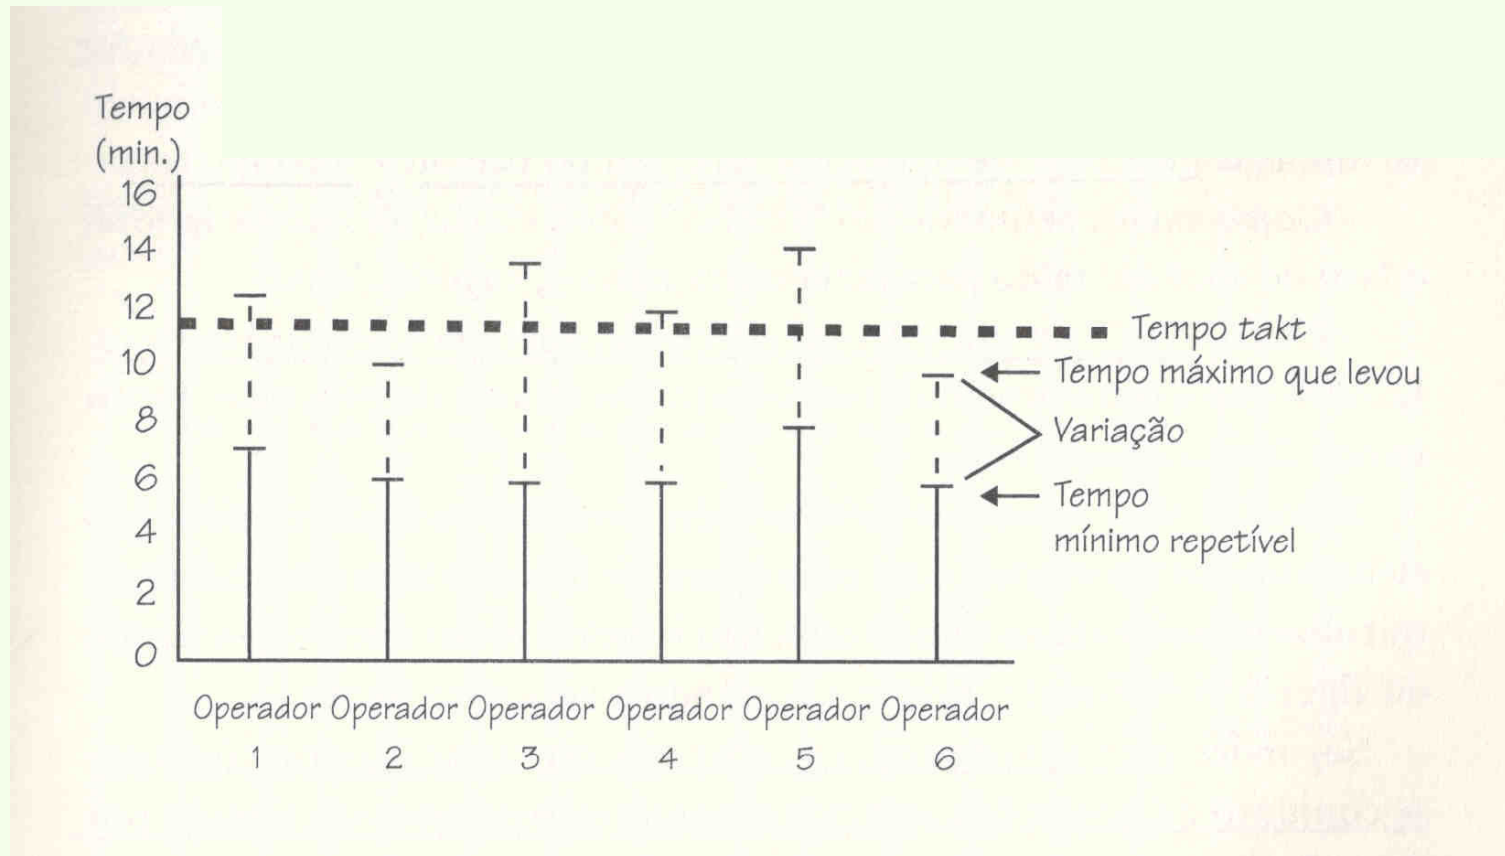 Tempo
(min.)
16
14
12
10
8
6
4
2
0
Tempo takt
Tempo máximo que levou
Variação
Tempo
mínimo repetível
Operador Operador Operador Operador Operador Operador
1 2 3 4 5 6